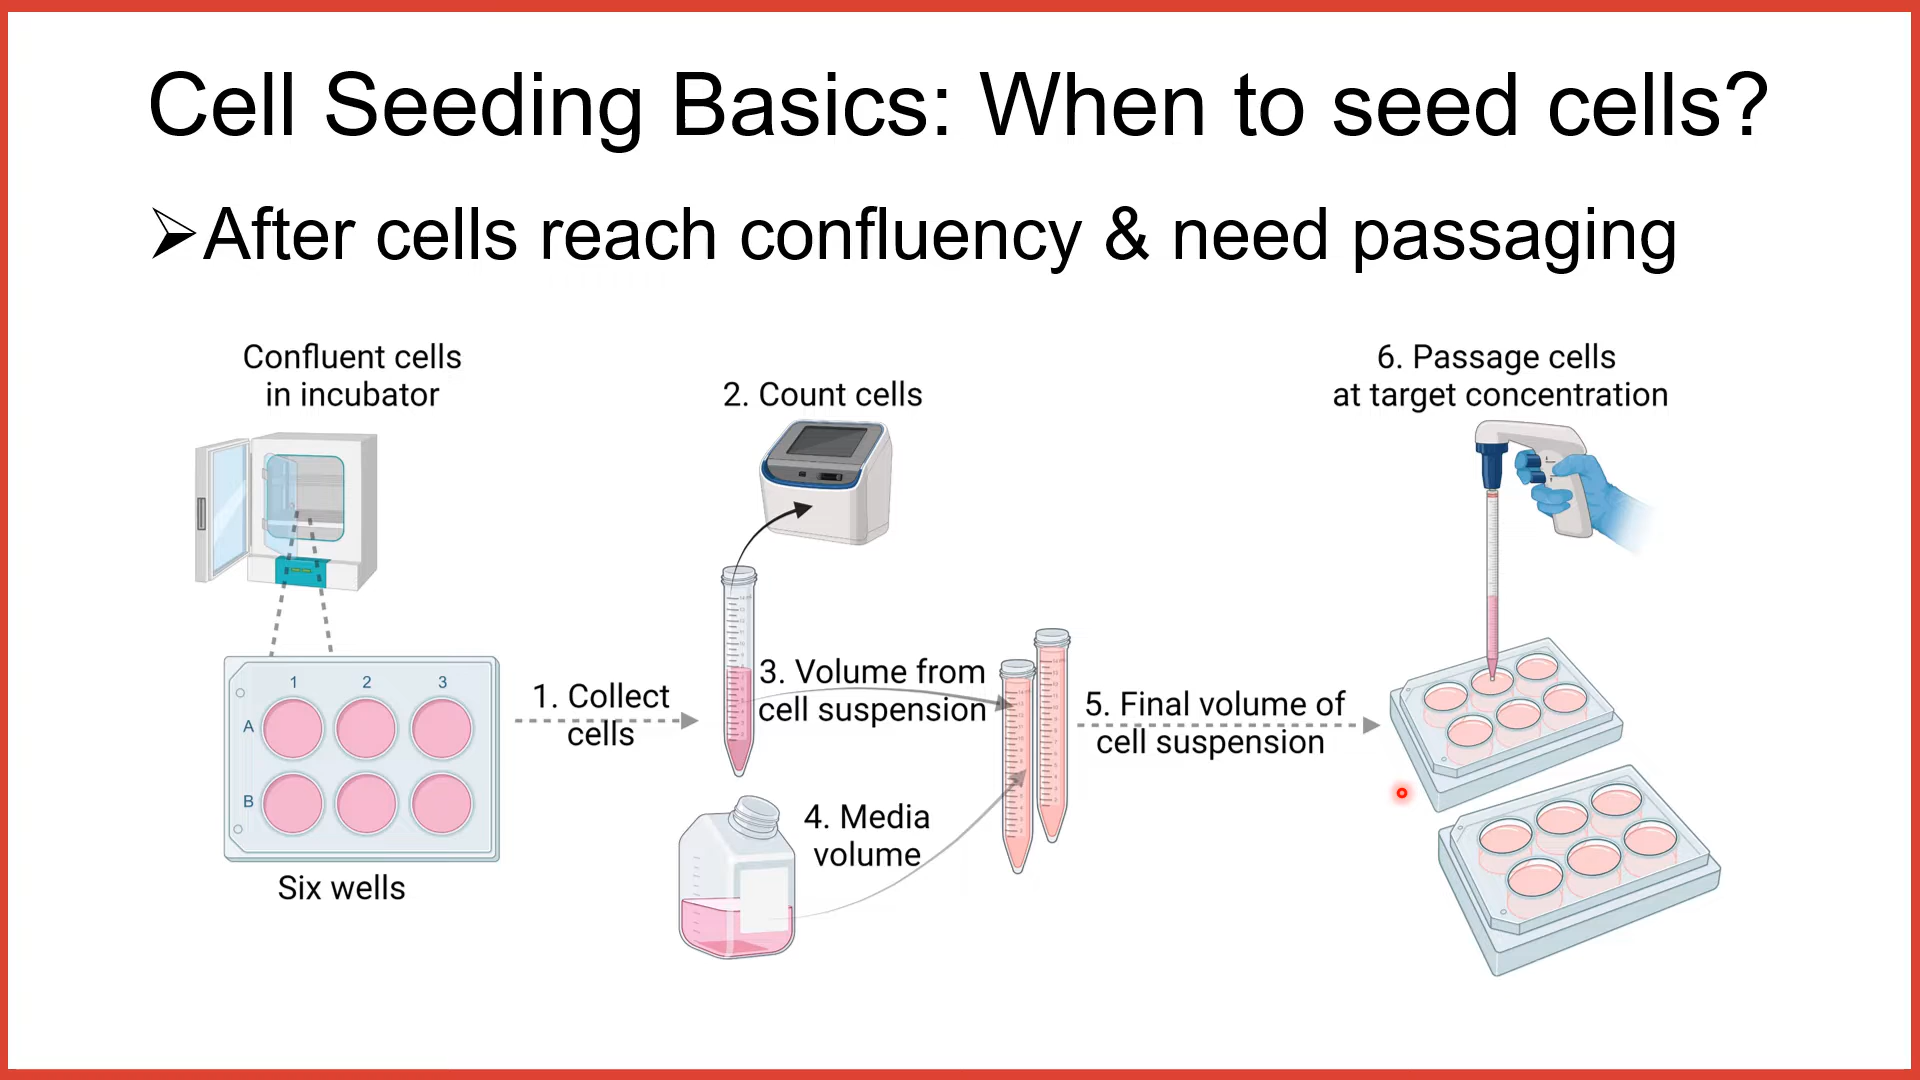 Cell Seeding Basics: When to seed cells?
➢After cells reach confluency & need passaging
Confluent cells
in incubator
1 2 3
A
B
Six wells
1. Collect
cells
2. Count cells
3. Volume from
cell suspension
4. Media
volume
5. Final volume of
cell suspension
6. Passage cells
at target concentration